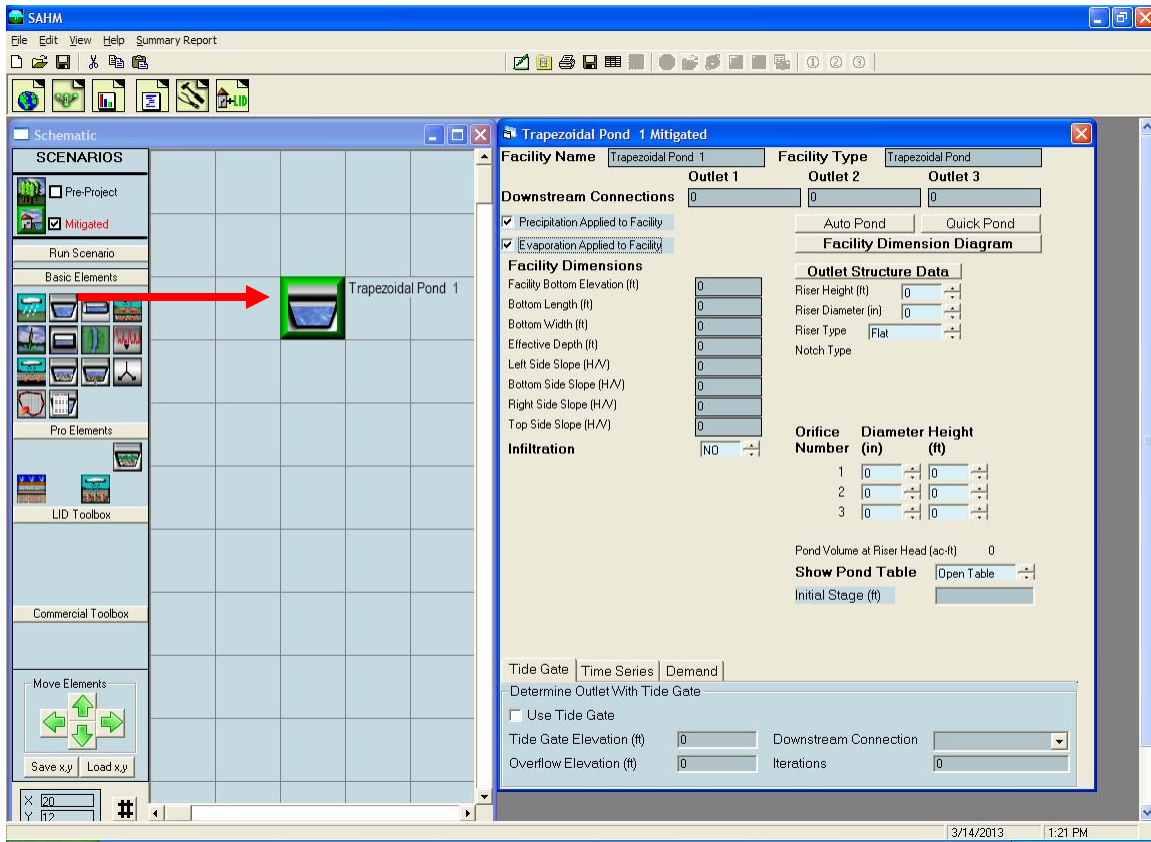 SAHM
File Edit View Help Summary Report
+LID
Schematic
SCENARIOS
Pre-Project
Mitigated
Run Scenario
Basic Elements
Pro Elements
LID Toolbox
Commercial Toolbox
Move Elements
Save x,y Load x,y
X 20
Y 12
#
Trapezoidal Pond 1
Trapezoidal Pond 1 Mitigated
Facility Name Trapezoidal Pond 1 Facility Type Trapezoidal Pond
Outlet 1 Outlet 2 Outlet 3
Downstream Connections 0 0 0
Precipitation Applied to Facility Auto Pond Quick Pond
Evaporation Applied to Facility Facility Dimension Diagram
Facility Dimensions
Facility Bottom Elevation (ft) 0
Bottom Length (ft) 0
Bottom Width (ft) 0
Effective Depth (ft) 0
Left Side Slope (H/V) 0
Bottom Side Slope (H/V) 0
Right Side Slope (H/V) 0
Top Side Slope (H/V) 0
Infiltration NO
Outlet Structure Data
Riser Height (ft) 0
Riser Diameter (in) 0
Riser Type Flat
Notch Type
Orifice Diameter Height
Number (in) (ft)
1 0 0
2 0 0
3 0 0
Pond Volume at Riser Head (ac-ft) 0
Show Pond Table Open Table
Initial Stage (ft)
Tide Gate Time Series Demand
Determine Outlet With Tide Gate
Use Tide Gate
Tide Gate Elevation (ft) 0 Downstream Connection
Overflow Elevation (ft) 0 Iterations 0
3/14/2013 1:21 PM